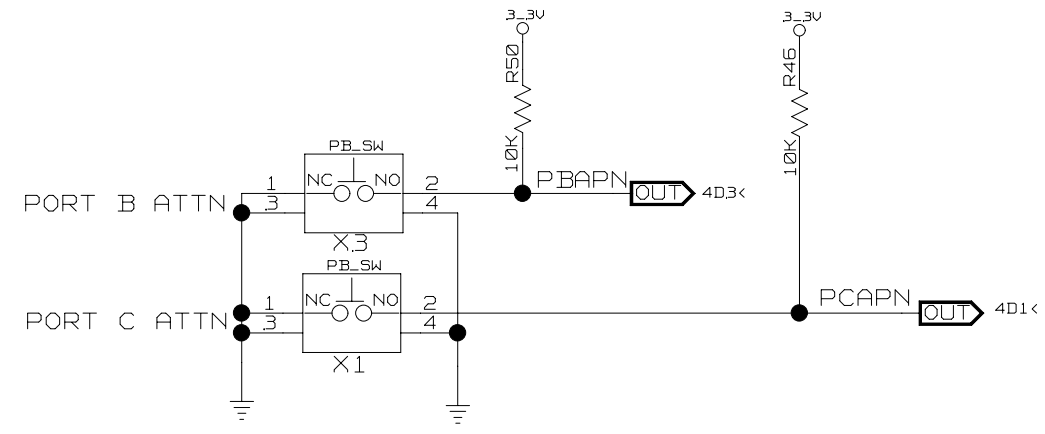 3_3V
3_3V
R50
R46
10K
10K
PB_SW
1
NC
NO
2
PBAPN
OUT
4D3<
PORT B ATTN
3
4
X3
PB_SW
1
NC
NO
2
PCAPN
OUT
4D1<
PORT C ATTN
3
4
X1